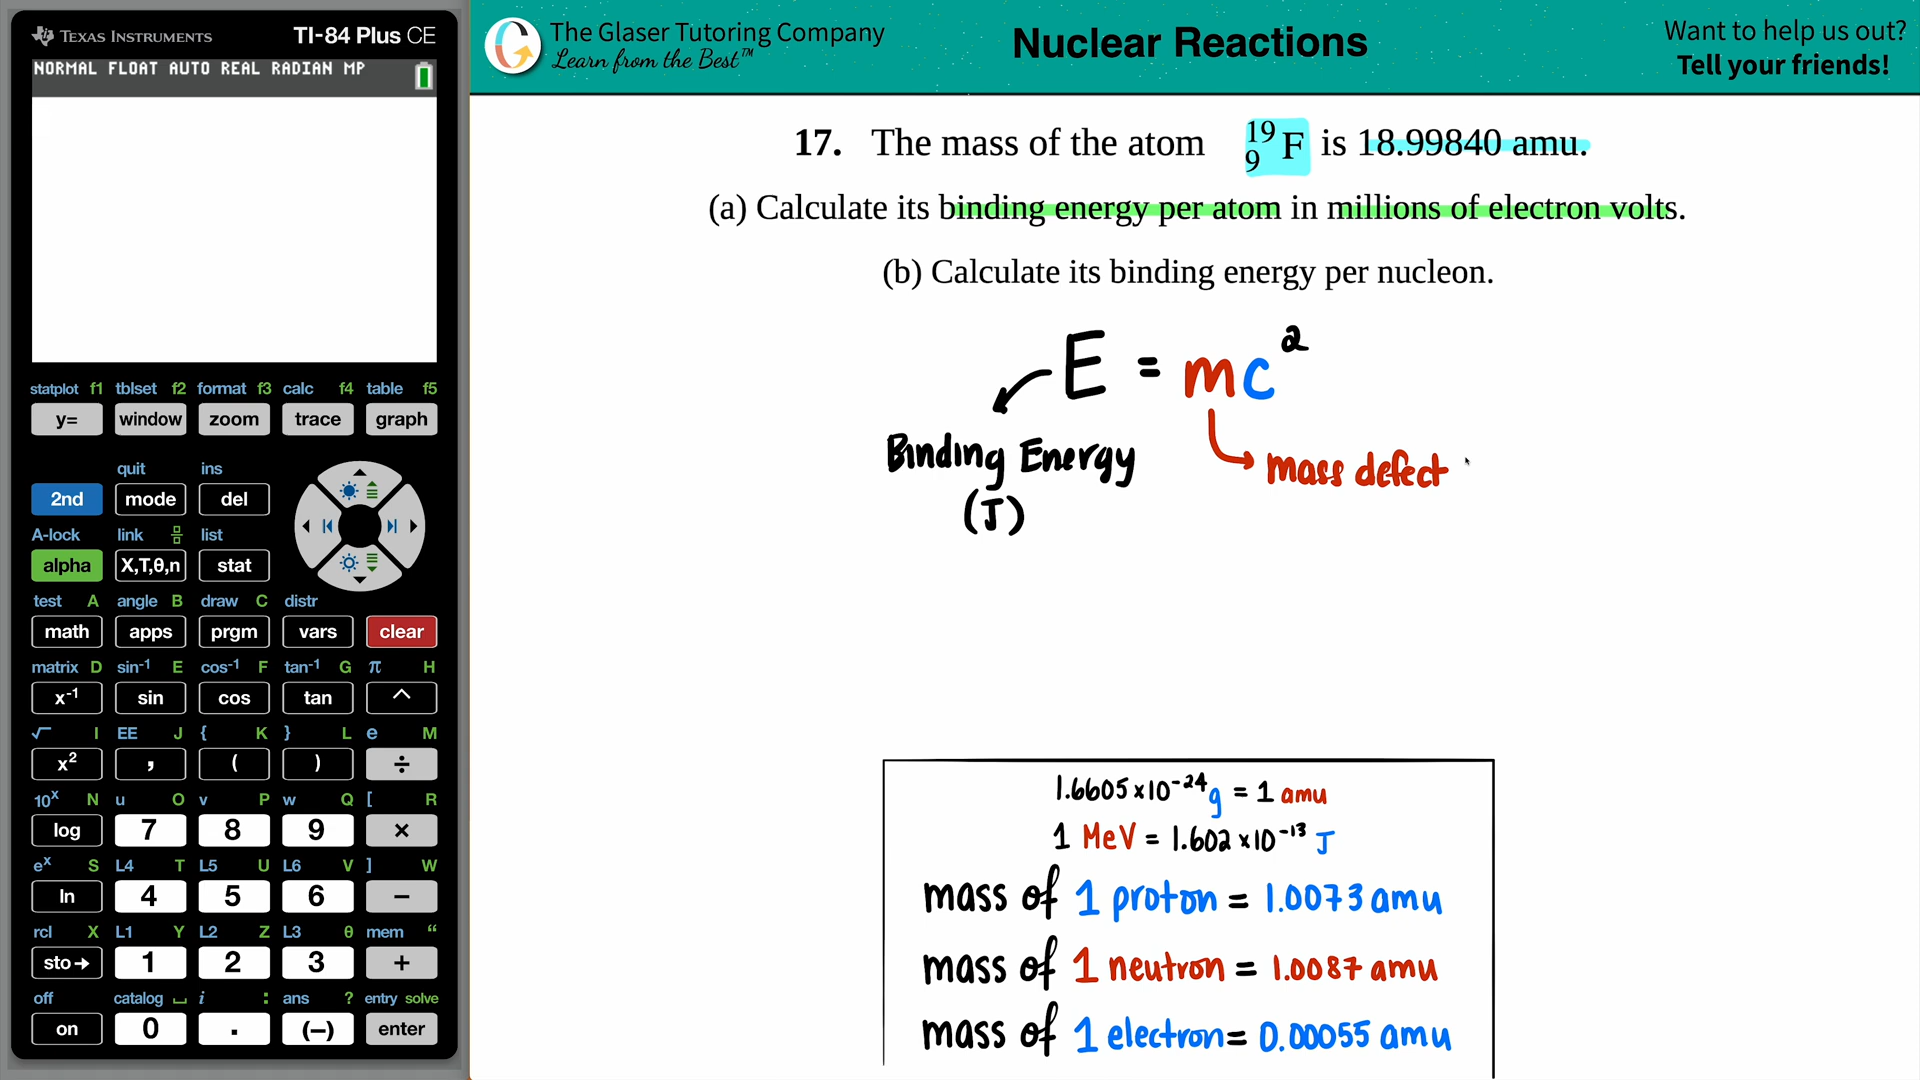 TEXAS INSTRUMENTS TI-84 Plus CE
NORMAL FLOAT AUTO REAL RADIAN MP
statplot f1 tblset f2 format f3 calc f4 table f5
y= window zoom trace graph
quit ins
2nd mode del
A-lock link list
alpha X,T,θ,n stat
test A angle B draw C distr
math apps prgm vars clear
matrix D sin-1 E cos-1 F tan-1 G π H
x-1 sin cos tan ^
√ I EE J { K } L e M
x² , ( ) ÷
10ˣ N u O v P w Q [ R
log 7 8 9 ×
eˣ S L4 T L5 U L6 V ] W
ln 4 5 6 −
rcl X L1 Y L2 Z L3 θ mem "
sto→ 1 2 3 +
off catalog ⎵ i : ans ? entry solve
on 0 . (−) enter
The Glaser Tutoring Company
Learn from the Best™
Nuclear Reactions
Want to help us out?
Tell your friends!
17. The mass of the atom ¹⁹₉F is 18.99840 amu.
(a) Calculate its binding energy per atom in millions of electron volts.
(b) Calculate its binding energy per nucleon.
E = mc²
Binding Energy
(J)
mass defect
1.6605×10⁻²⁴g = 1 amu
1 MeV = 1.602×10⁻¹³ J
mass of 1 proton = 1.0073 amu
mass of 1 neutron = 1.0087 amu
mass of 1 electron = 0.00055 amu